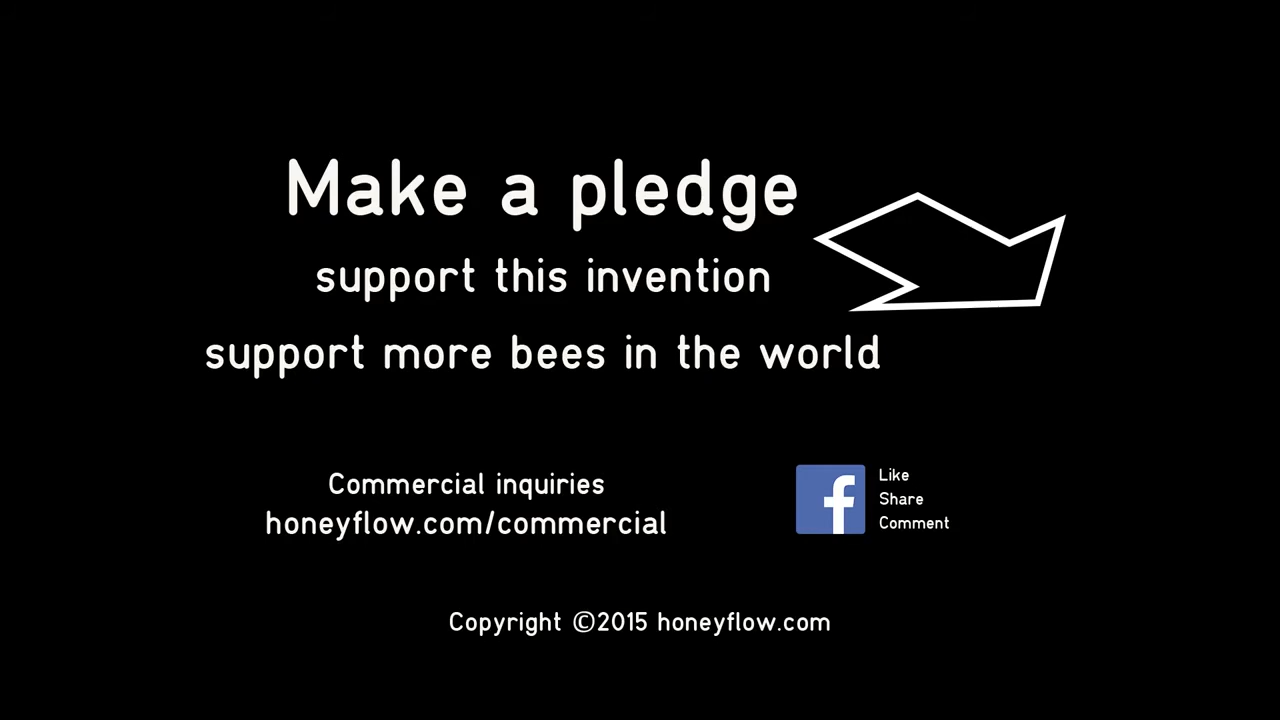 Make a pledge
support this invention
support more bees in the world
Commercial inquiries
honeyflow.com/commercial
f
Like
Share
Comment
Copyright ©2015 honeyflow.com